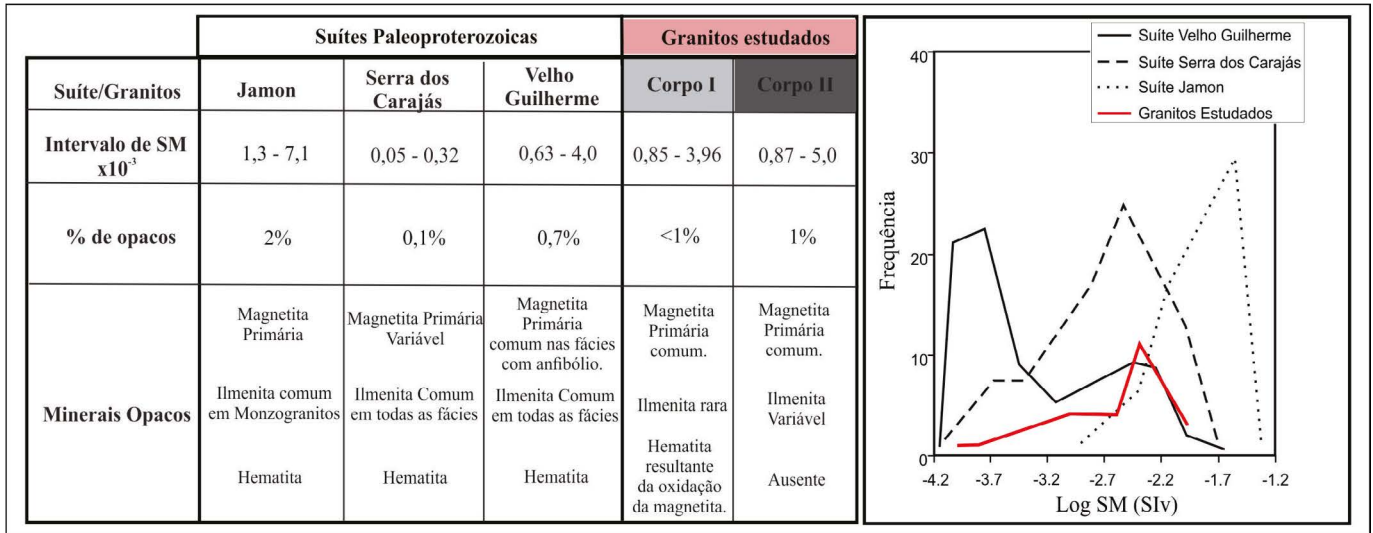 Suítes Paleoproterozoicas
Granitos estudados
Suíte/Granitos
Jamon
Serra dos
Carajás
Velho
Guilherme
Corpo I
Corpo II
Intervalo de SM
x10⁻³
1,3 - 7,1
0,05 - 0,32
0,63 - 4,0
0,85 - 3,96
0,87 - 5,0
% de opacos
2%
0,1%
0,7%
<1%
1%
Minerais Opacos
Magnetita
Primária
Ilmenita comum
em Monzogranitos
Hematita
Magnetita Primária
Variável
Ilmenita Comum
em todas as fácies
Hematita
Magnetita
Primária
comum nas fácies
com anfibólio.
Ilmenita Comum
em todas as fácies
Hematita
Magnetita
Primária
comum.
Ilmenita rara
Hematita
resultante
da oxidação
da magnetita.
Magnetita
Primária
comum.
Ilmenita
Variável
Ausente
Suíte Velho Guilherme
Suíte Serra dos Carajás
Suíte Jamon
Granitos Estudados
Frequência
40
30
20
10
0
-4.2
-3.7
-3.2
-2.7
-2.2
-1.7
-1.2
Log SM (SIv)